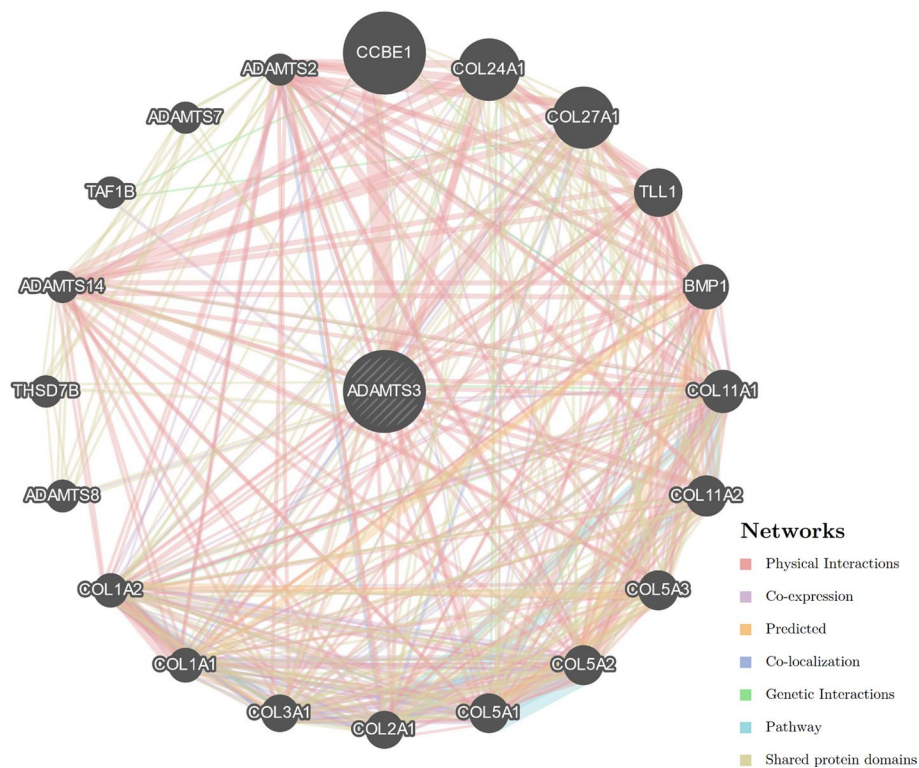 CCBE1
COL24A1
COL27A1
TLL1
BMP1
COL11A1
COL11A2
COL5A3
COL5A2
COL5A1
COL2A1
COL3A1
COL1A1
COL1A2
ADAMTS8
THSD7B
ADAMTS14
TAF1B
ADAMTS7
ADAMTS2
ADAMTS3
Networks
Physical Interactions
Co-expression
Predicted
Co-localization
Genetic Interactions
Pathway
Shared protein domains